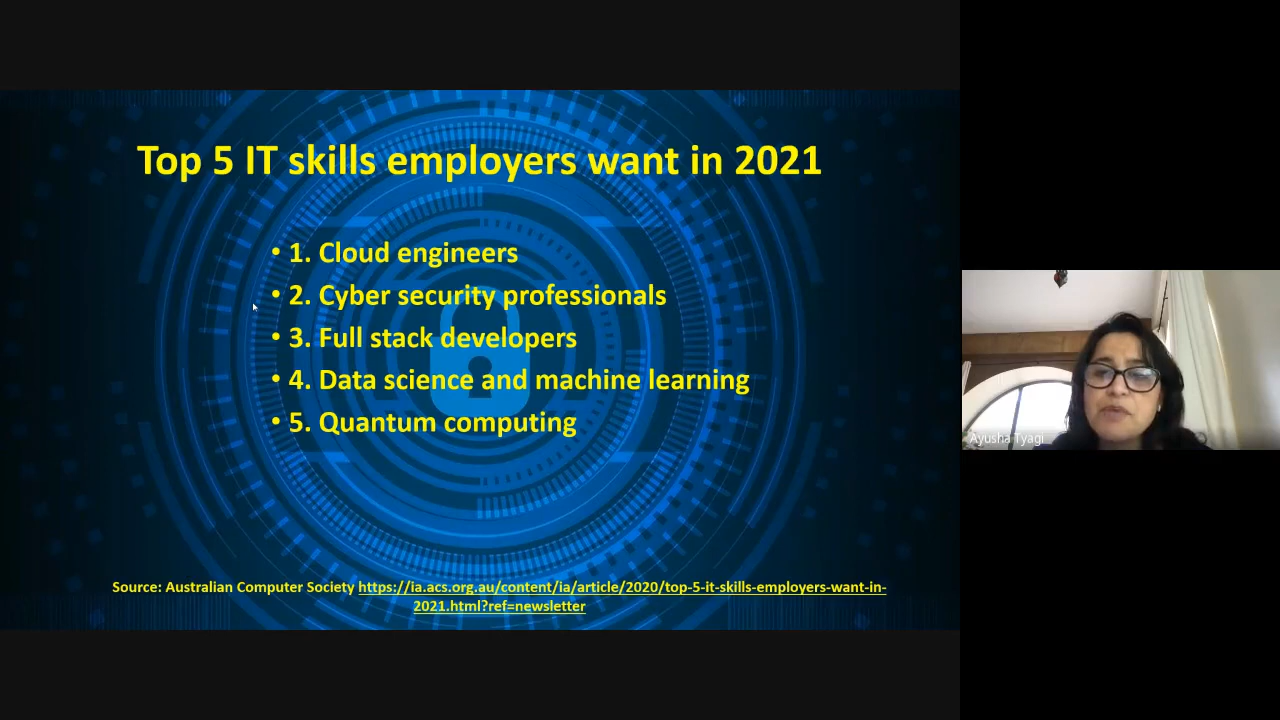 Top 5 IT skills employers want in 2021
• 1. Cloud engineers
• 2. Cyber security professionals
• 3. Full stack developers
• 4. Data science and machine learning
• 5. Quantum computing
Source: Australian Computer Society https://ia.acs.org.au/content/ia/article/2020/top-5-it-skills-employers-want-in-
2021.html?ref=newsletter
Ayusha Tyagi